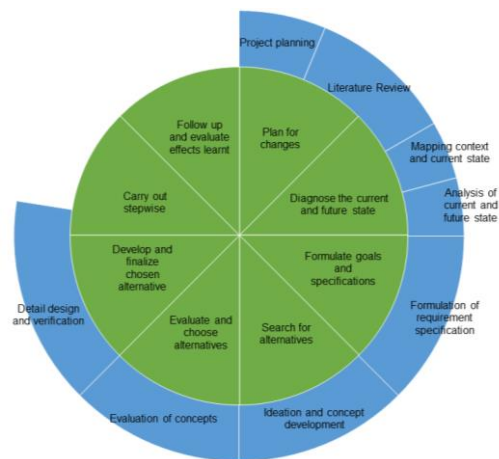 Project planning
Literature Review
Mapping context
and current state
Analysis of
current and
future state
Formulation of
requirement
specification
Ideation and concept
development
Evaluation of concepts
Detail design
and verification
Plan for
changes
Diagnose the current
and future state
Formulate goals
and
specifications
Search for
alternatives
Evaluate and
choose
alternatives
Develop and
finalize
chosen
alternative
Carry out
stepwise
Follow up
and evaluate
effects learnt